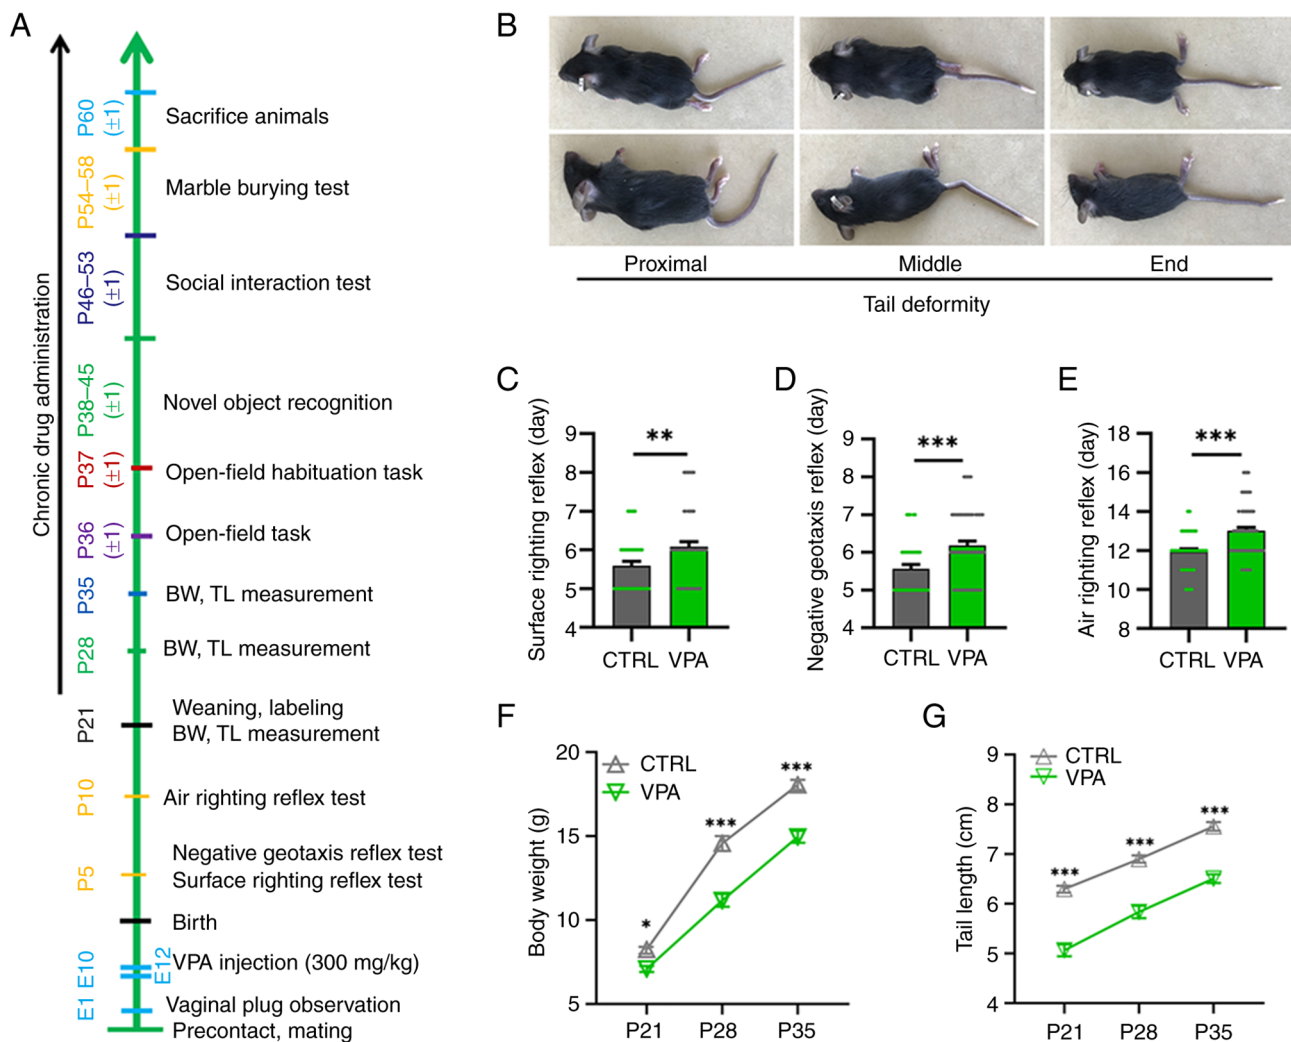 A
Chronic drug administration
P60 (±1)
Sacrifice animals
P54–58 (±1)
Marble burying test
P46–53 (±1)
Social interaction test
P38–45 (±1)
Novel object recognition
P37 (±1)
Open-field habituation task
P36 (±1)
Open-field task
P35
BW, TL measurement
P28
BW, TL measurement
P21
Weaning, labeling
BW, TL measurement
P10
Air righting reflex test
P5
Negative geotaxis reflex test
Surface righting reflex test
Birth
E10
E12
VPA injection (300 mg/kg)
E1
Vaginal plug observation
Precontact, mating
B
Proximal
Middle
End
Tail deformity
C
Surface righting reflex (day)
9
8
7
6
5
4
**
CTRL VPA
D
Negative geotaxis reiflex (day)
9
8
7
6
5
4
***
CTRL VPA
E
Air righting reflex (day)
18
16
14
12
10
8
***
CTRL VPA
F
Body weight (g)
20
15
10
5
CTRL
VPA
*
***
***
P21 P28 P35
G
Tail length (cm)
9
8
7
6
5
4
CTRL
VPA
***
***
***
P21 P28 P35